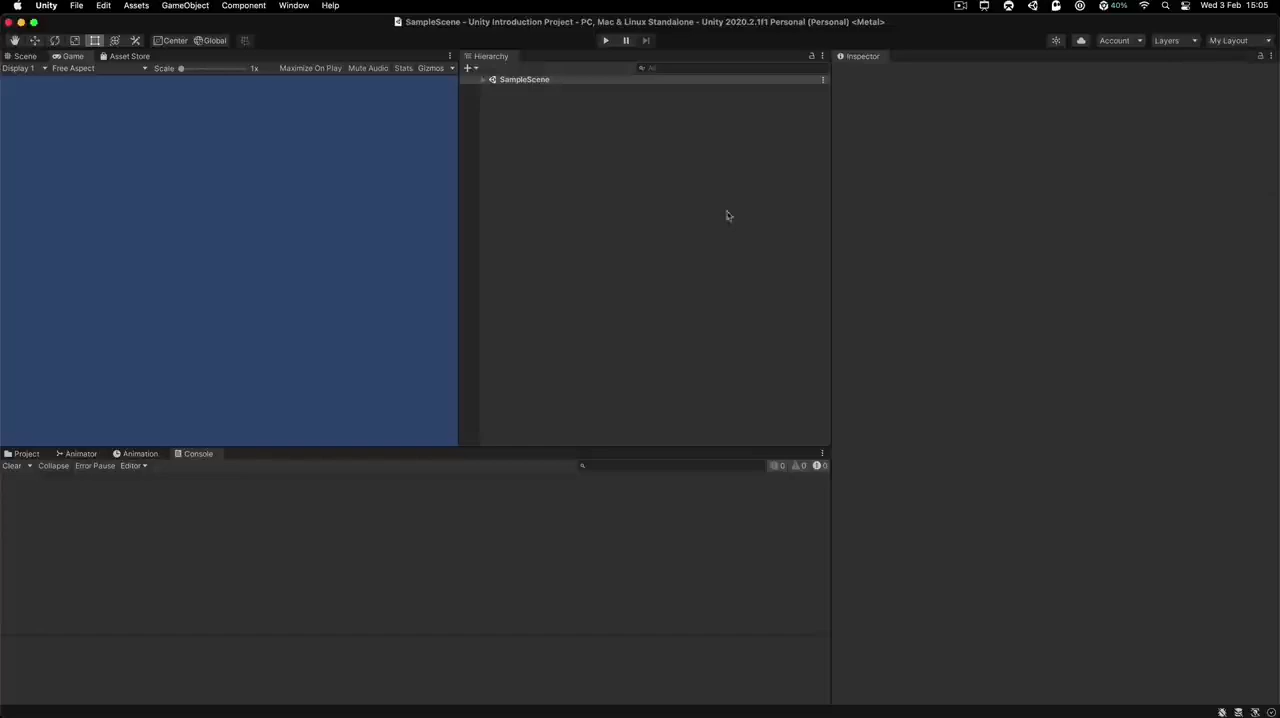 Unity File Edit Assets GameObject Component Window Help 40% Wed 3 Feb 15:05
SampleScene - Unity Introduction Project - PC, Mac & Linux Standalone - Unity 2020.2.1f1 Personal (Personal) <Metal>
Center Global Account Layers My Layout
Scene Game Asset Store Hierarchy Inspector
Display 1 Free Aspect Scale 1x Maximize On Play Mute Audio Stats Gizmos All
SampleScene
Project Animator Animation Console
Clear Collapse Error Pause Editor 0 0 0